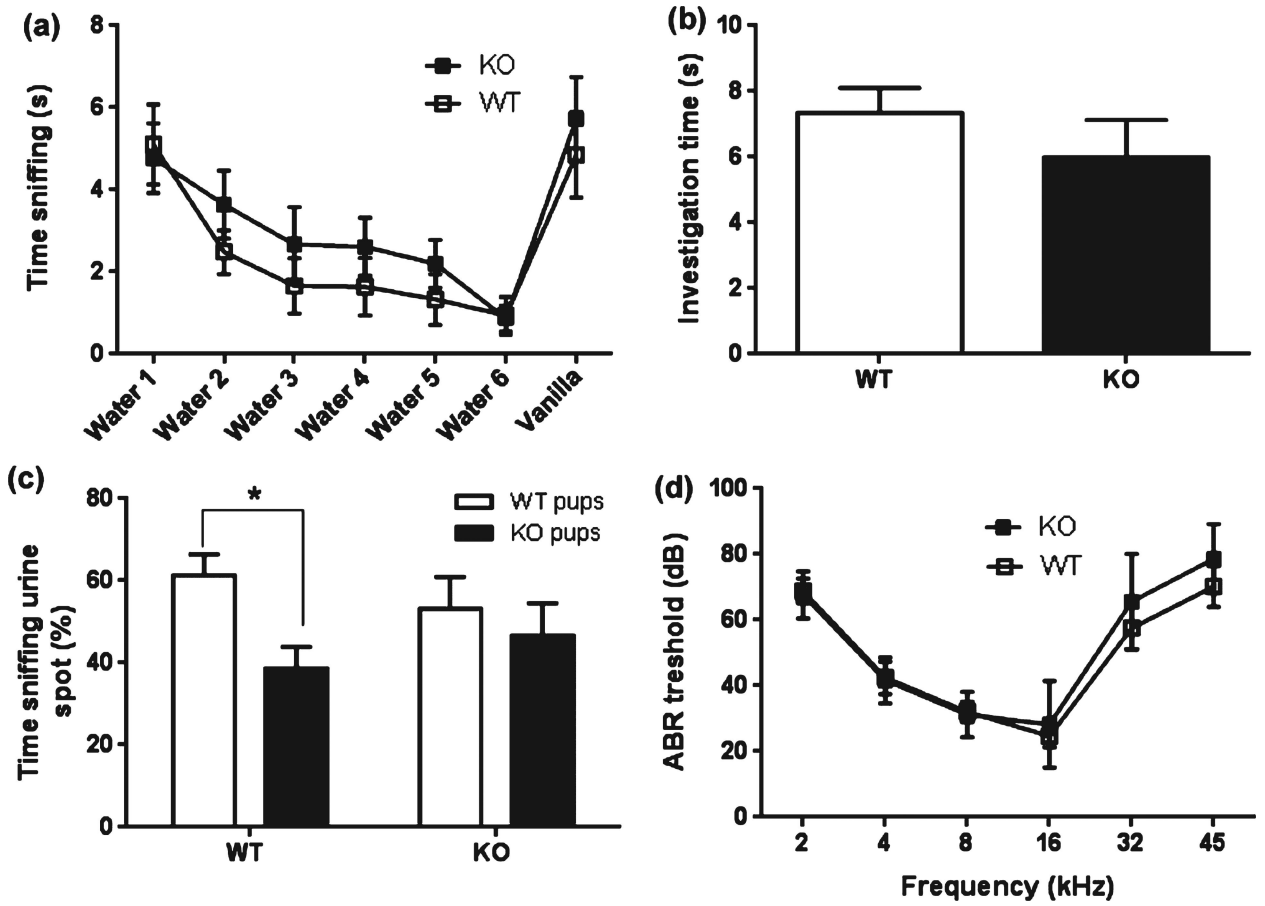 (a)
8
6
4
2
0
Time sniffing (s)
KO
WT
Water 1
Water 2
Water 3
Water 4
Water 5
Water 6
Vanilla
(b)
10
8
6
4
2
0
Investigation time (s)
WT
KO
(c)
80
60
40
20
0
Time sniffing urine
spot (%)
*
WT pups
KO pups
WT
KO
(d)
100
80
60
40
20
0
ABR treshold (dB)
KO
WT
2
4
8
16
32
45
Frequency (kHz)